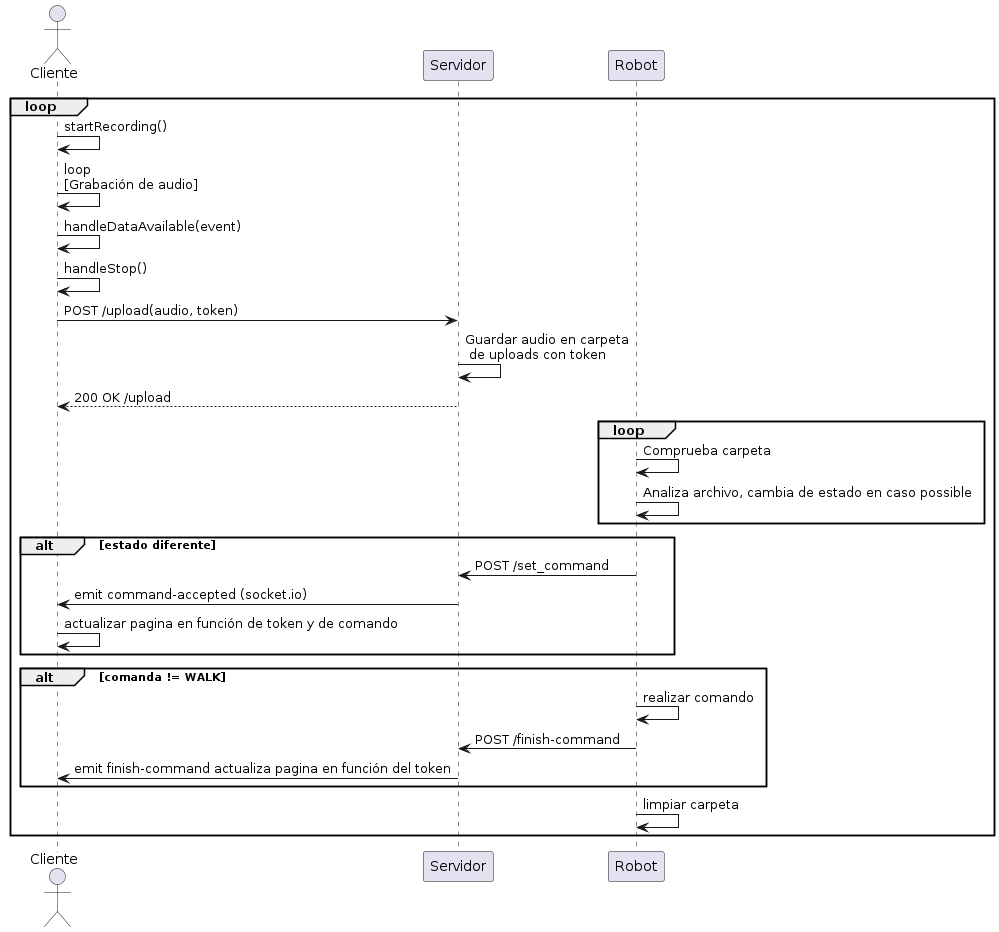 Cliente
Servidor
Robot
loop
startRecording()
loop
[Grabación de audio]
handleDataAvailable(event)
handleStop()
POST /upload(audio, token)
Guardar audio en carpeta
de uploads con token
200 OK /upload
loop
Comprueba carpeta
Analiza archivo, cambia de estado en caso possible
alt [estado diferente]
POST /set_command
emit command-accepted (socket.io)
actualizar pagina en función de token y de comando
alt [comanda != WALK]
realizar comando
POST /finish-command
emit finish-command actualiza pagina en función del token
limpiar carpeta
Cliente
Servidor
Robot